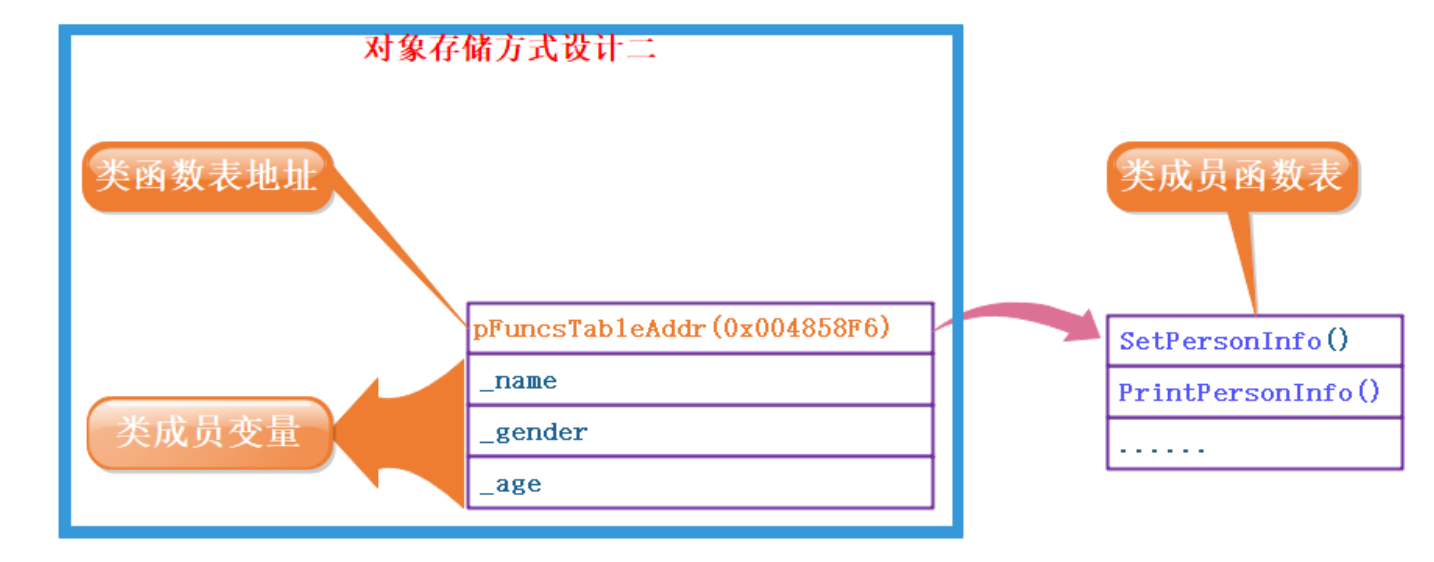 对象存储方式设计二
类函数表地址
类成员函数表
pFuncsTableAddr(0x004858F6)
SetPersonInfo()
_name
PrintPersonInfo()
类成员变量
_gender
......
_age